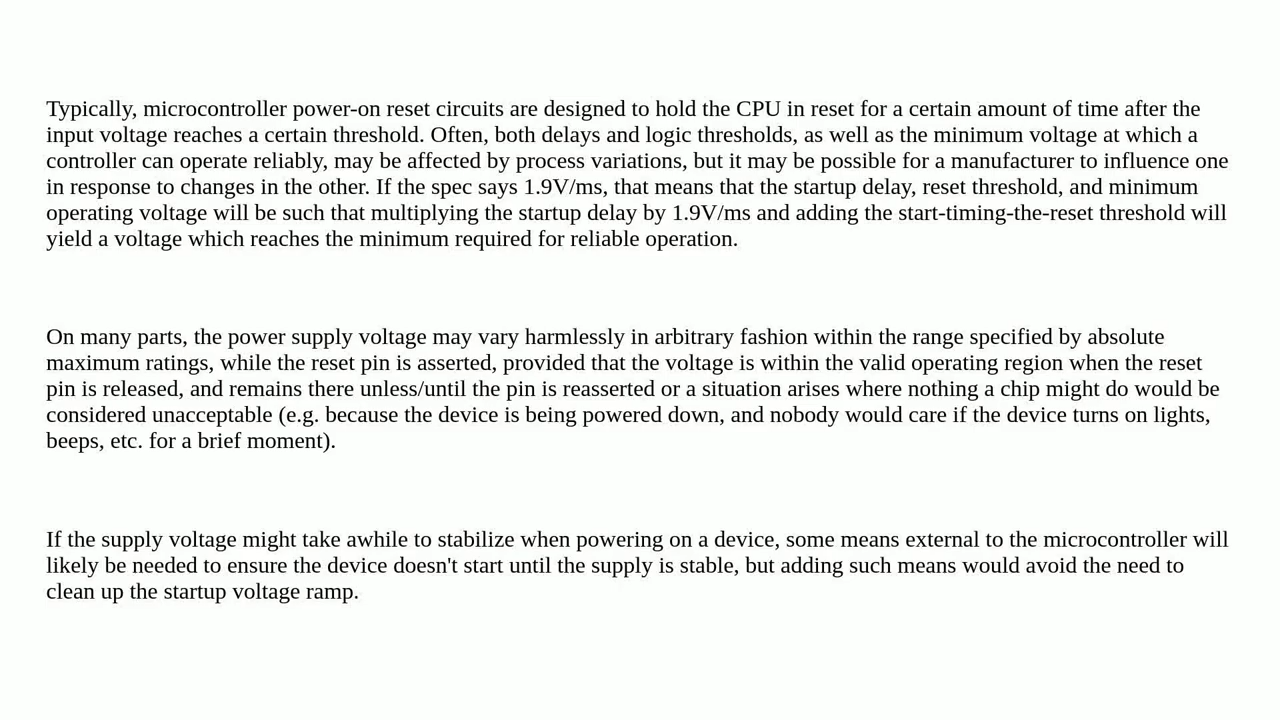 Typically, microcontroller power-on reset circuits are designed to hold the CPU in reset for a certain amount of time after the
input voltage reaches a certain threshold. Often, both delays and logic thresholds, as well as the minimum voltage at which a
controller can operate reliably, may be affected by process variations, but it may be possible for a manufacturer to influence one
in response to changes in the other. If the spec says 1.9V/ms, that means that the startup delay, reset threshold, and minimum
operating voltage will be such that multiplying the startup delay by 1.9V/ms and adding the start-timing-the-reset threshold will
yield a voltage which reaches the minimum required for reliable operation.
On many parts, the power supply voltage may vary harmlessly in arbitrary fashion within the range specified by absolute
maximum ratings, while the reset pin is asserted, provided that the voltage is within the valid operating region when the reset
pin is released, and remains there unless/until the pin is reasserted or a situation arises where nothing a chip might do would be
considered unacceptable (e.g. because the device is being powered down, and nobody would care if the device turns on lights,
beeps, etc. for a brief moment).
If the supply voltage might take awhile to stabilize when powering on a device, some means external to the microcontroller will
likely be needed to ensure the device doesn't start until the supply is stable, but adding such means would avoid the need to
clean up the startup voltage ramp.